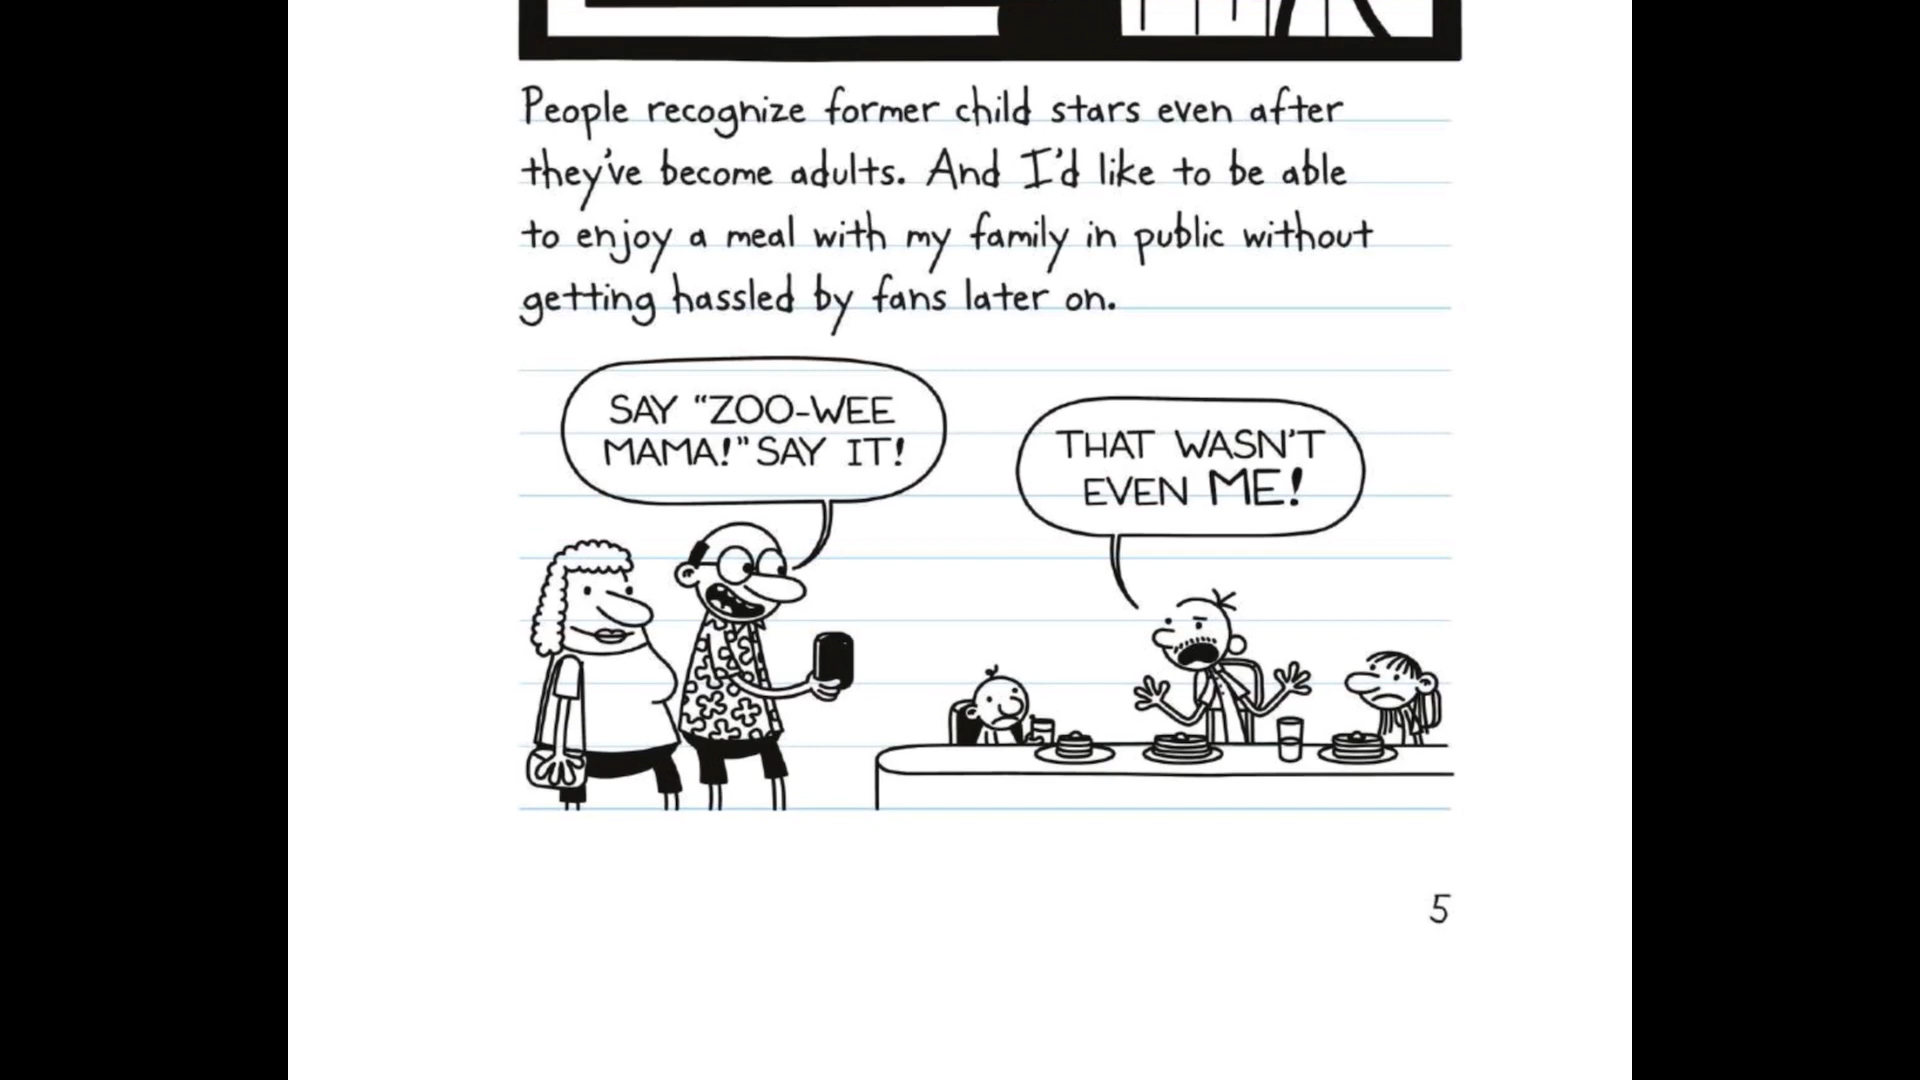 People recognize former child stars even after
they've become adults. And I'd like to be able
to enjoy a meal with my family in public without
getting hassled by fans later on.
SAY "ZOO-WEE
MAMA!" SAY IT!
THAT WASN'T
EVEN ME!
5